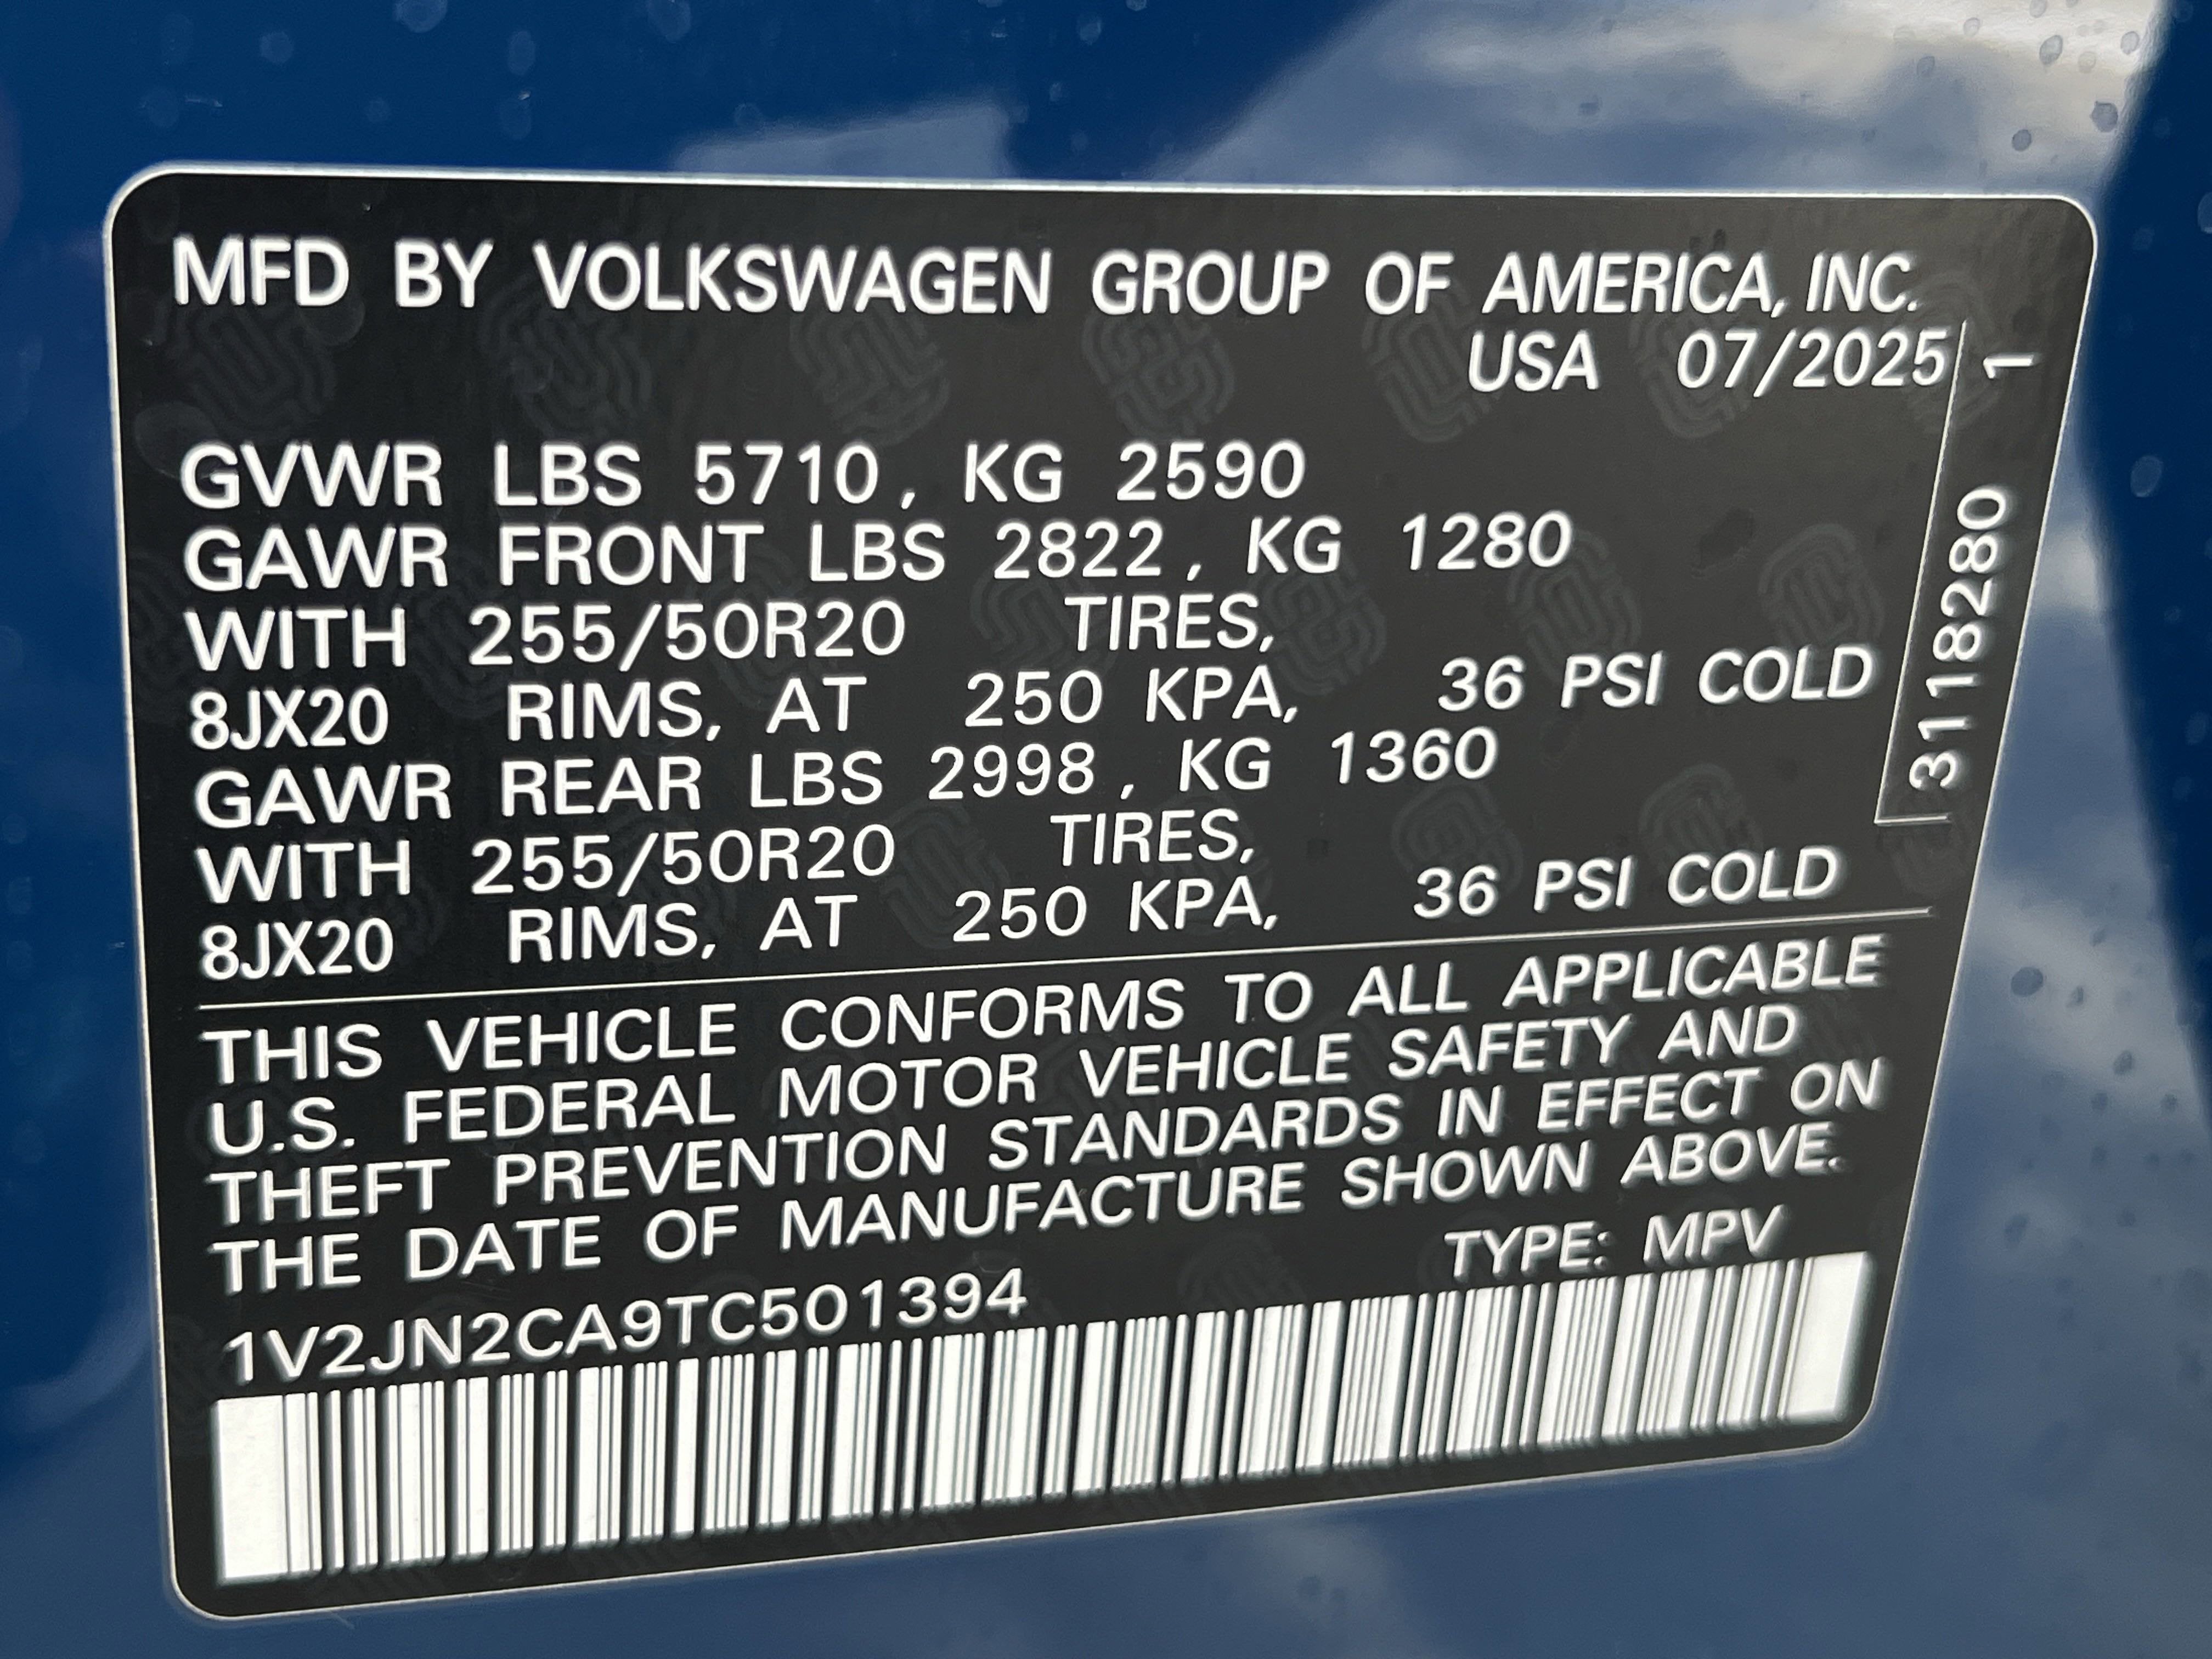 MFD BY VOLKSWAGEN GROUP OF AMERICA, INC.
USA 07/2025
GVWR LBS 5710, KG 2590
GAWR FRONT LBS 2822, KG 1280
WITH 255/50R20 TIRES,
8JX20 RIMS, AT 250 KPA, 36 PSI COLD
GAWR REAR LBS 2998, KG 1360
WITH 255/50R20 TIRES,
8JX20 RIMS, AT 250 KPA, 36 PSI COLD
THIS VEHICLE CONFORMS TO ALL APPLICABLE
U.S. FEDERAL MOTOR VEHICLE SAFETY AND
THEFT PREVENTION STANDARDS IN EFFECT ON
THE DATE OF MANUFACTURE SHOWN ABOVE.
TYPE: MPV
1V2JN2CA9TC501394
3118280 1